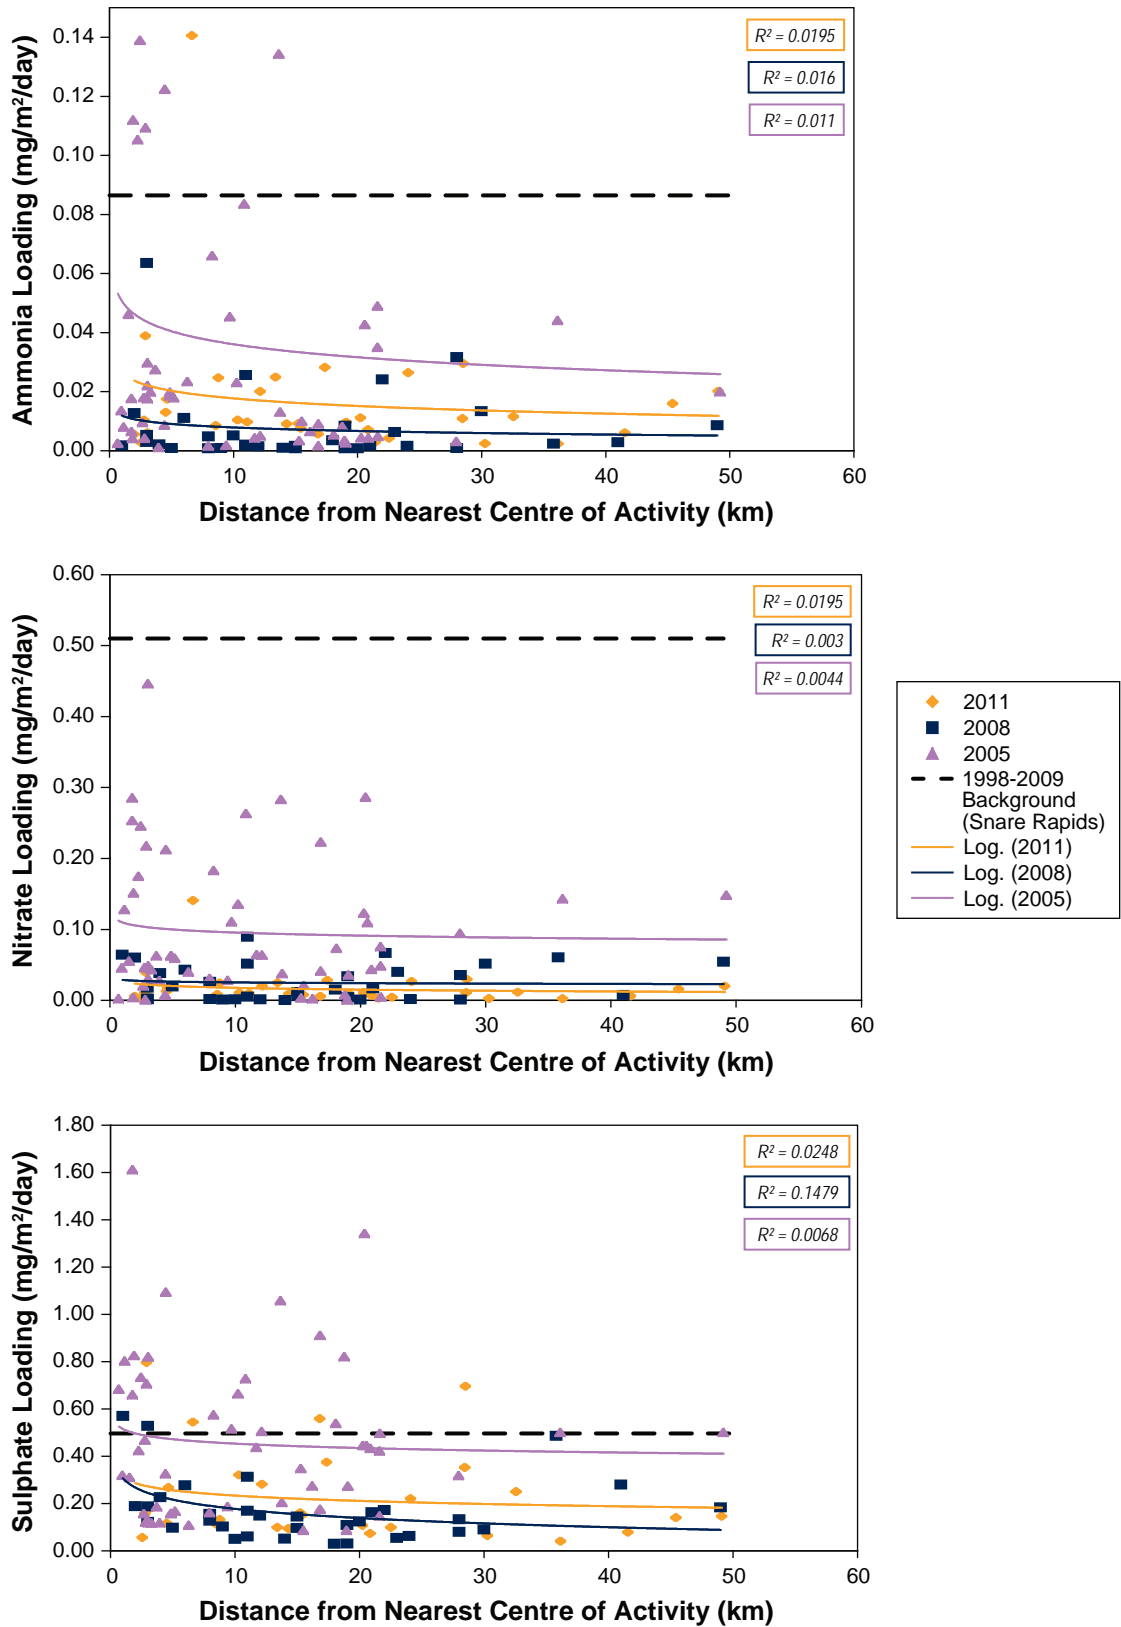 0.14
0.12
0.10
0.08
0.06
0.04
0.02
0.00
Ammonia Loading (mg/m²/day)
R² = 0.0195
R² = 0.016
R² = 0.011
0 10 20 30 40 50 60
Distance from Nearest Centre of Activity (km)
0.60
0.50
0.40
0.30
0.20
0.10
0.00
Nitrate Loading (mg/m²/day)
R² = 0.0195
R² = 0.003
R² = 0.0044
0 10 20 30 40 50 60
Distance from Nearest Centre of Activity (km)
2011
2008
2005
1998-2009
Background
(Snare Rapids)
Log. (2011)
Log. (2008)
Log. (2005)
1.80
1.60
1.40
1.20
1.00
0.80
0.60
0.40
0.20
0.00
Sulphate Loading (mg/m²/day)
R² = 0.0248
R² = 0.1479
R² = 0.0068
0 10 20 30 40 50 60
Distance from Nearest Centre of Activity (km)